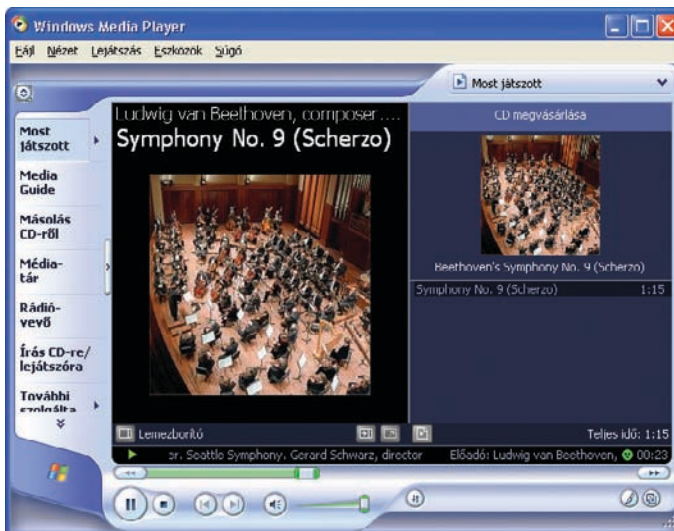 Windows Media Player
Fájl Nézet Lejátszás Eszközök Súgó
Most játszott
Ludwig van Beethoven, composer....
Symphony No. 9 (Scherzo)
CD megvásárlása
Beethoven's Symphony No. 9 (Scherzo)
Symphony No. 9 (Scherzo) 1:15
Most
játszott
Media
Guide
Másolás
CD-ről
Média-
tár
Rádió-
vevő
Írás CD-re/
lejátszóra
További
szolgálta
Lemezborító
Teljes idő: 1:15
er. Seattle Symphony. Gerard Schwarz, director
Előadó: Ludwig van Beethoven, 00:23